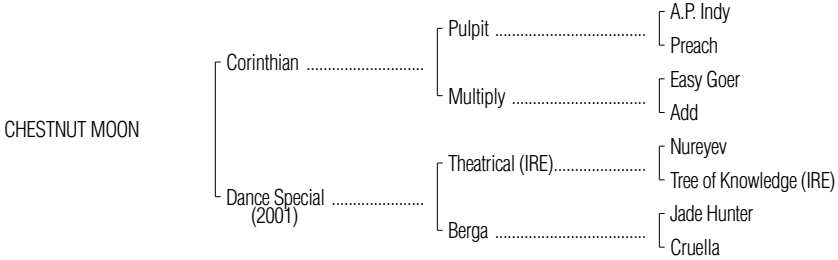 A.P. Indy
Pulpit ...................................
Preach
Corinthian ...........................
Easy Goer
Multiply ...............................
Add
CHESTNUT MOON
Nureyev
Theatrical (IRE).....................
Tree of Knowledge (IRE)
Dance Special .....................
(2001)
Jade Hunter
Berga ...................................
Cruella